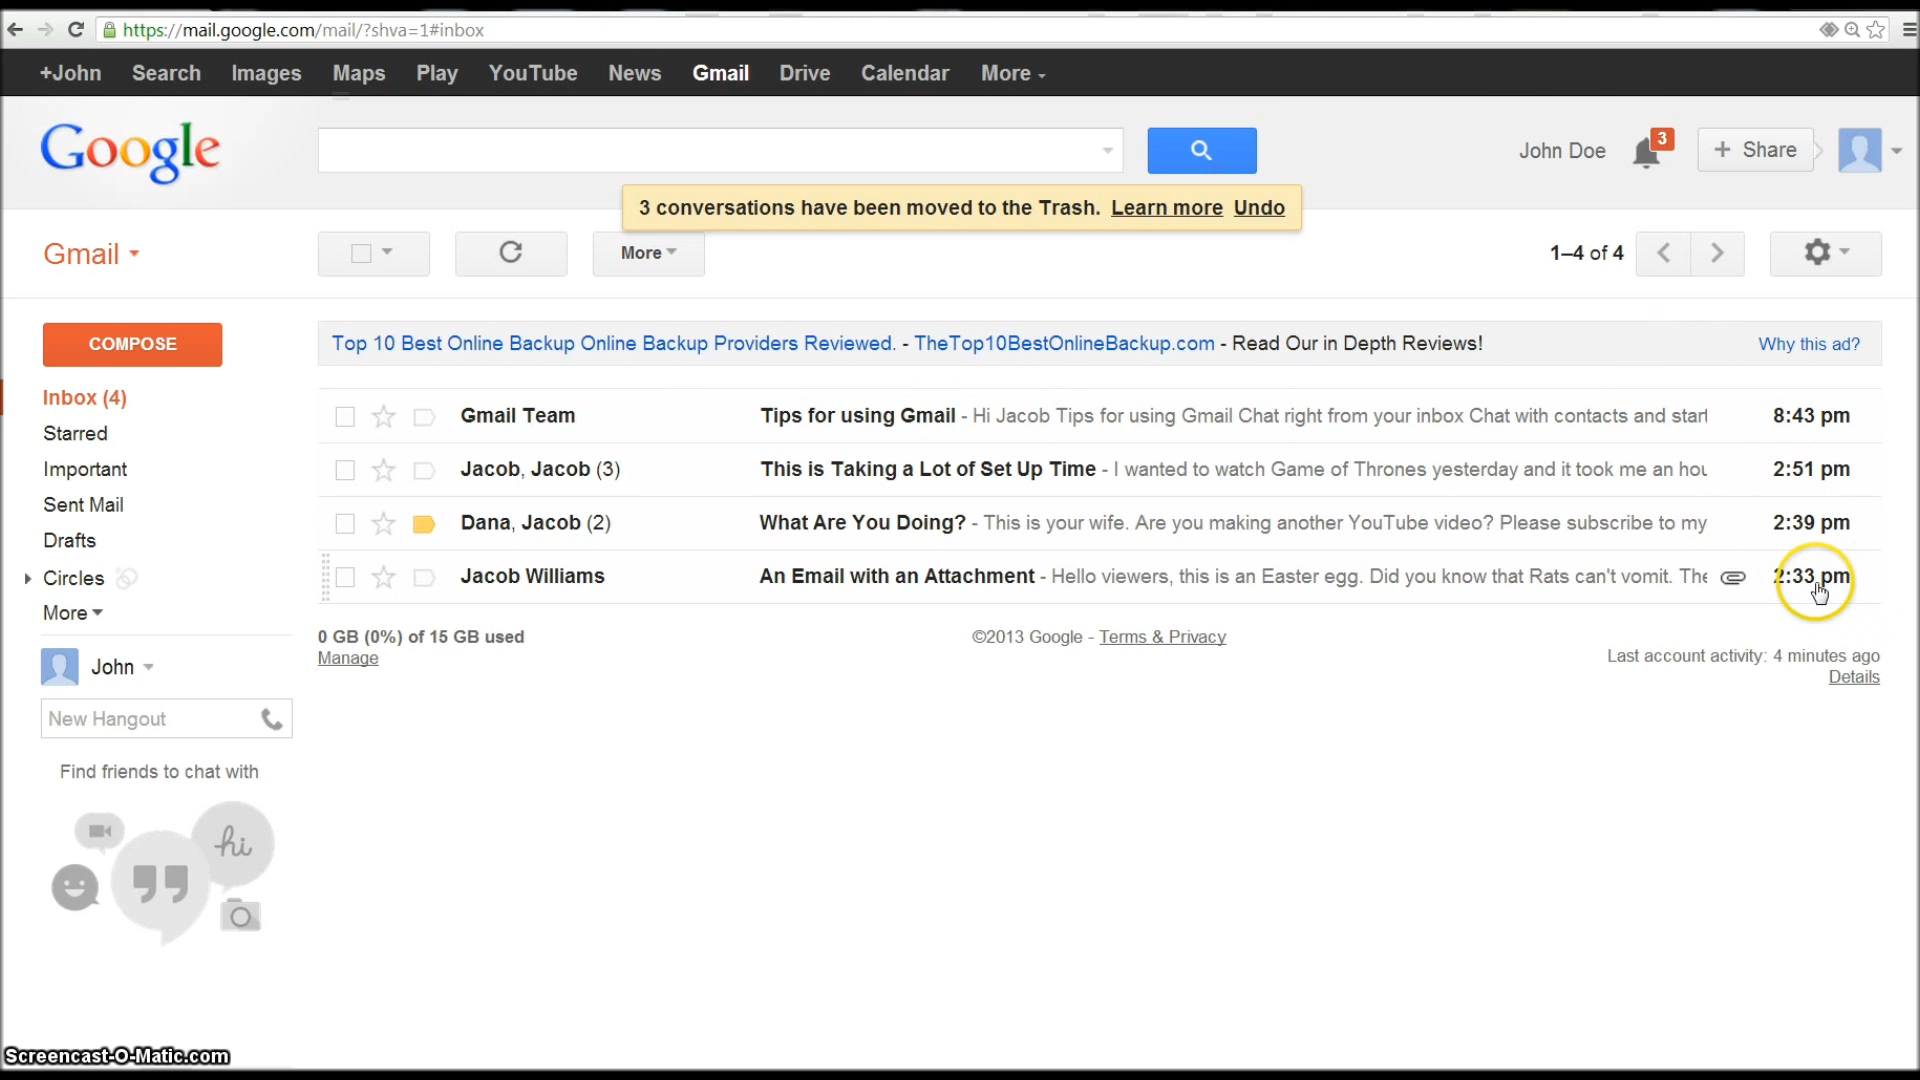 https://mail.google.com/mail/?shva=1#inbox
+John Search Images Maps Play YouTube News Gmail Drive Calendar More
Google
John Doe 3 + Share
3 conversations have been moved to the Trash. Learn more Undo
Gmail More 1–4 of 4
COMPOSE
Top 10 Best Online Backup Online Backup Providers Reviewed. - TheTop10BestOnlineBackup.com - Read Our in Depth Reviews! Why this ad?
Inbox (4)
Starred
Important
Sent Mail
Drafts
Circles
More
Gmail Team Tips for using Gmail - Hi Jacob Tips for using Gmail Chat right from your inbox Chat with contacts and start 8:43 pm
Jacob, Jacob (3) This is Taking a Lot of Set Up Time - I wanted to watch Game of Thrones yesterday and it took me an hou 2:51 pm
Dana, Jacob (2) What Are You Doing? - This is your wife. Are you making another YouTube video? Please subscribe to my 2:39 pm
Jacob Williams An Email with an Attachment - Hello viewers, this is an Easter egg. Did you know that Rats can't vomit. The 2:33 pm
0 GB (0%) of 15 GB used
Manage
©2013 Google - Terms & Privacy
Last account activity: 4 minutes ago
Details
John
New Hangout
Find friends to chat with
hi
Screencast-O-Matic.com